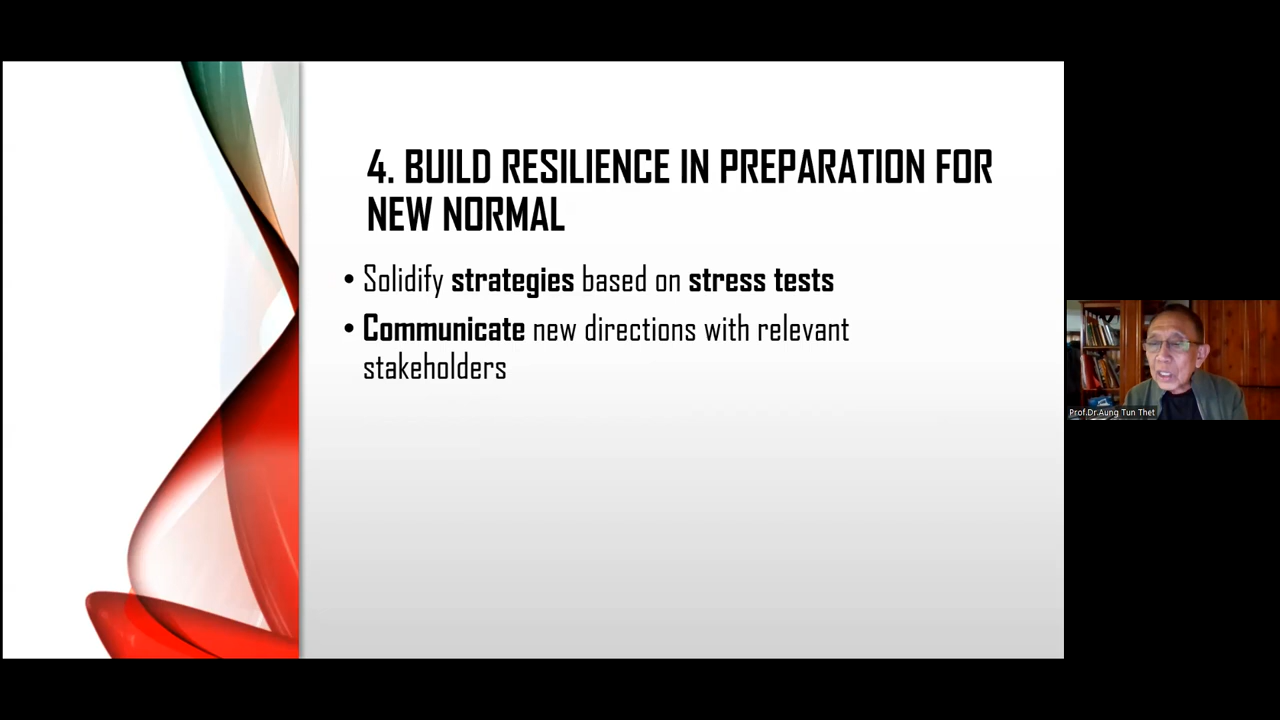 4. BUILD RESILIENCE IN PREPARATION FOR
NEW NORMAL
• Solidify strategies based on stress tests
• Communicate new directions with relevant
stakeholders
Prof.Dr.Aung Tun Thet